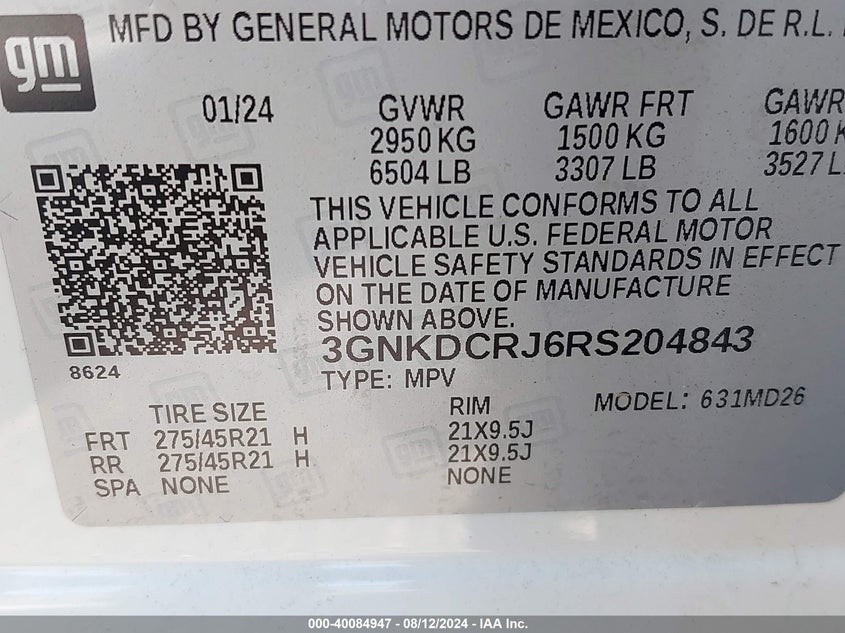 gm
MFD BY GENERAL MOTORS DE MEXICO, S. DE R.L.
01/24 GVWR GAWR FRT GAWR
2950 KG 1500 KG 1600 K
6504 LB 3307 LB 3527 L
THIS VEHICLE CONFORMS TO ALL
APPLICABLE U.S. FEDERAL MOTOR
VEHICLE SAFETY STANDARDS IN EFFECT
ON THE DATE OF MANUFACTURE
SHOWN ABOVE.
3GNKDCRJ6RS204843
8624
TYPE: MPV
MODEL: 631MD26
TIRE SIZE RIM
FRT 275/45R21 H 21X9.5J
RR 275/45R21 H 21X9.5J
SPA NONE NONE
000-40084947 - 08/12/2024 - IAA Inc.